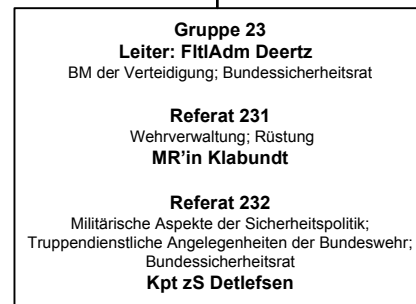 Gruppe 23
Leiter: FltlAdm Deertz
BM der Verteidigung; Bundessicherheitsrat
Referat 231
Wehrverwaltung; Rüstung
MR’in Klabundt
Referat 232
Militärische Aspekte der Sicherheitspolitik;
Truppendienstliche Angelegenheiten der Bundeswehr;
Bundessicherheitsrat
Kpt zS Detlefsen